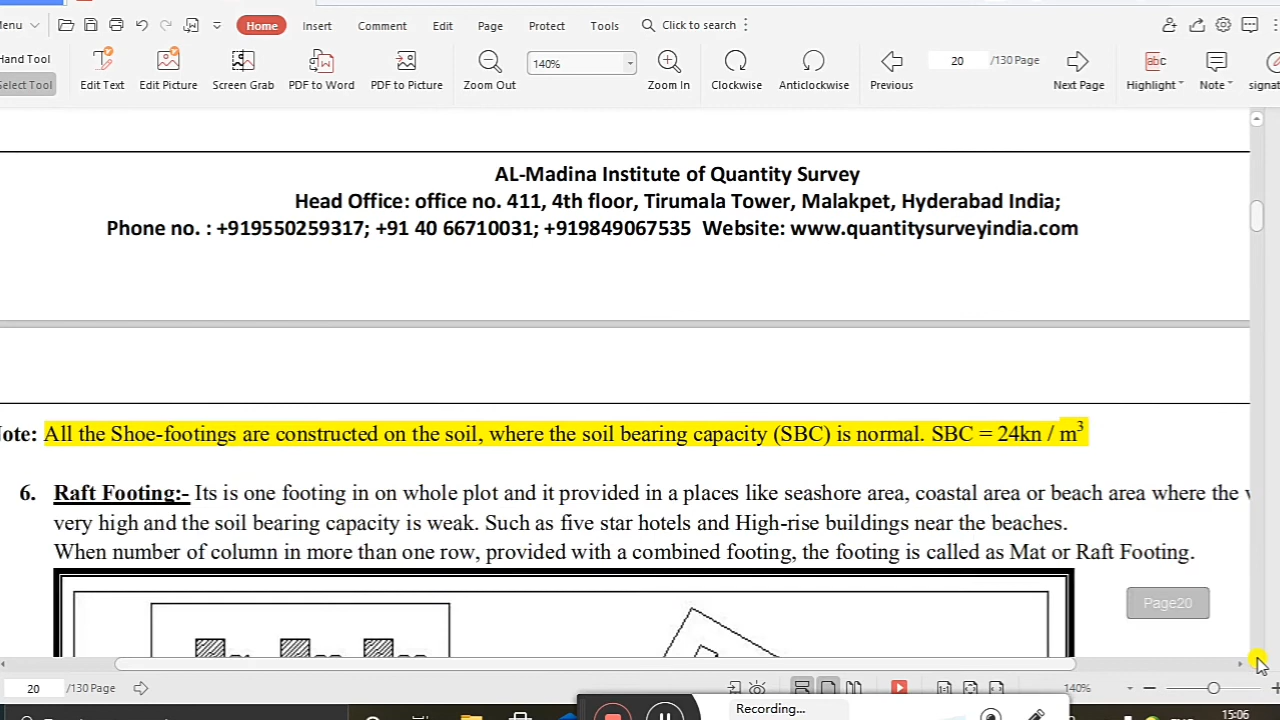 Home Insert Comment Edit Page Protect Tools Click to search
Edit Text Edit Picture Screen Grab PDF to Word PDF to Picture Zoom Out 140% Zoom In Clockwise Anticlockwise Previous 20 /130 Page Next Page Highlight Note
Hand Tool
Select Tool
AL-Madina Institute of Quantity Survey
Head Office: office no. 411, 4th floor, Tirumala Tower, Malakpet, Hyderabad India;
Phone no. : +919550259317; +91 40 66710031; +919849067535 Website: www.quantitysurveyindia.com
Note: All the Shoe-footings are constructed on the soil, where the soil bearing capacity (SBC) is normal. SBC = 24kn / m³
6. Raft Footing:- Its is one footing in on whole plot and it provided in a places like seashore area, coastal area or beach area where the
very high and the soil bearing capacity is weak. Such as five star hotels and High-rise buildings near the beaches.
When number of column in more than one row, provided with a combined footing, the footing is called as Mat or Raft Footing.
Page20
20 /130 Page 140%
Recording...
15:06